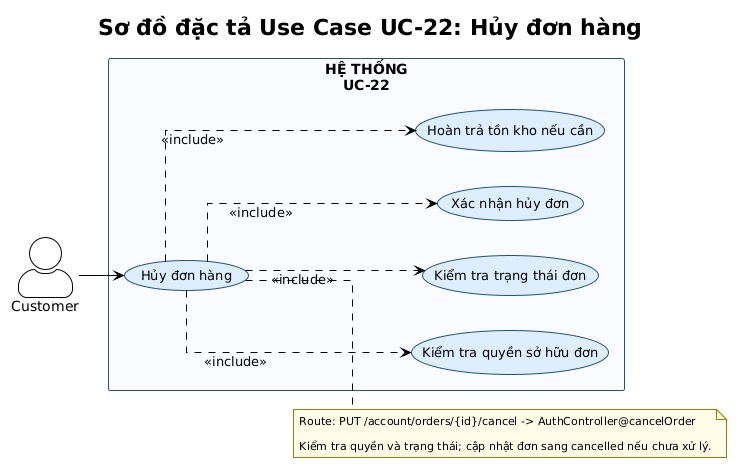 Sơ đồ đặc tả Use Case UC-22: Hủy đơn hàng
HỆ THỐNG
UC-22
Hoàn trả tồn kho nếu cần
«include»
Xác nhận hủy đơn
«include»
Hủy đơn hàng
Kiểm tra trạng thái đơn
«include»
Customer
Kiểm tra quyền sở hữu đơn
«include»
Route: PUT /account/orders/{id}/cancel -> AuthController@cancelOrder
Kiểm tra quyền và trạng thái; cập nhật đơn sang cancelled nếu chưa xử lý.